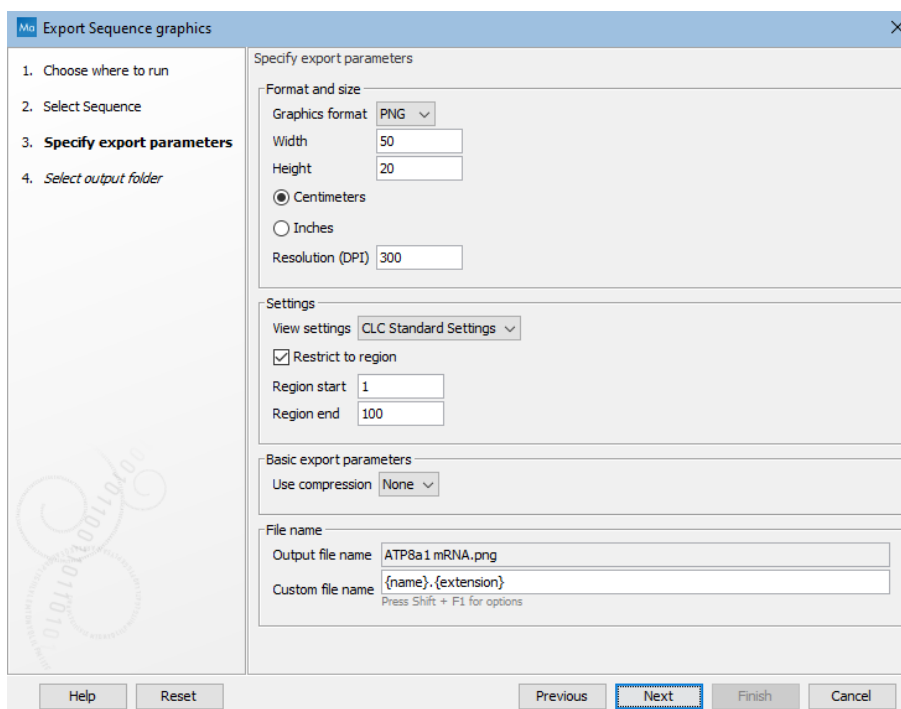 Ma Export Sequence graphics
1. Choose where to run
2. Select Sequence
3. Specify export parameters
4. Select output folder
Specify export parameters
Format and size
Graphics format PNG
Width 50
Height 20
Centimeters
Inches
Resolution (DPI) 300
Settings
View settings CLC Standard Settings
Restrict to region
Region start 1
Region end 100
Basic export parameters
Use compression None
File name
Output file name ATP8a1 mRNA.png
Custom file name {name}.{extension}
Press Shift + F1 for options
Help Reset Previous Next Finish Cancel